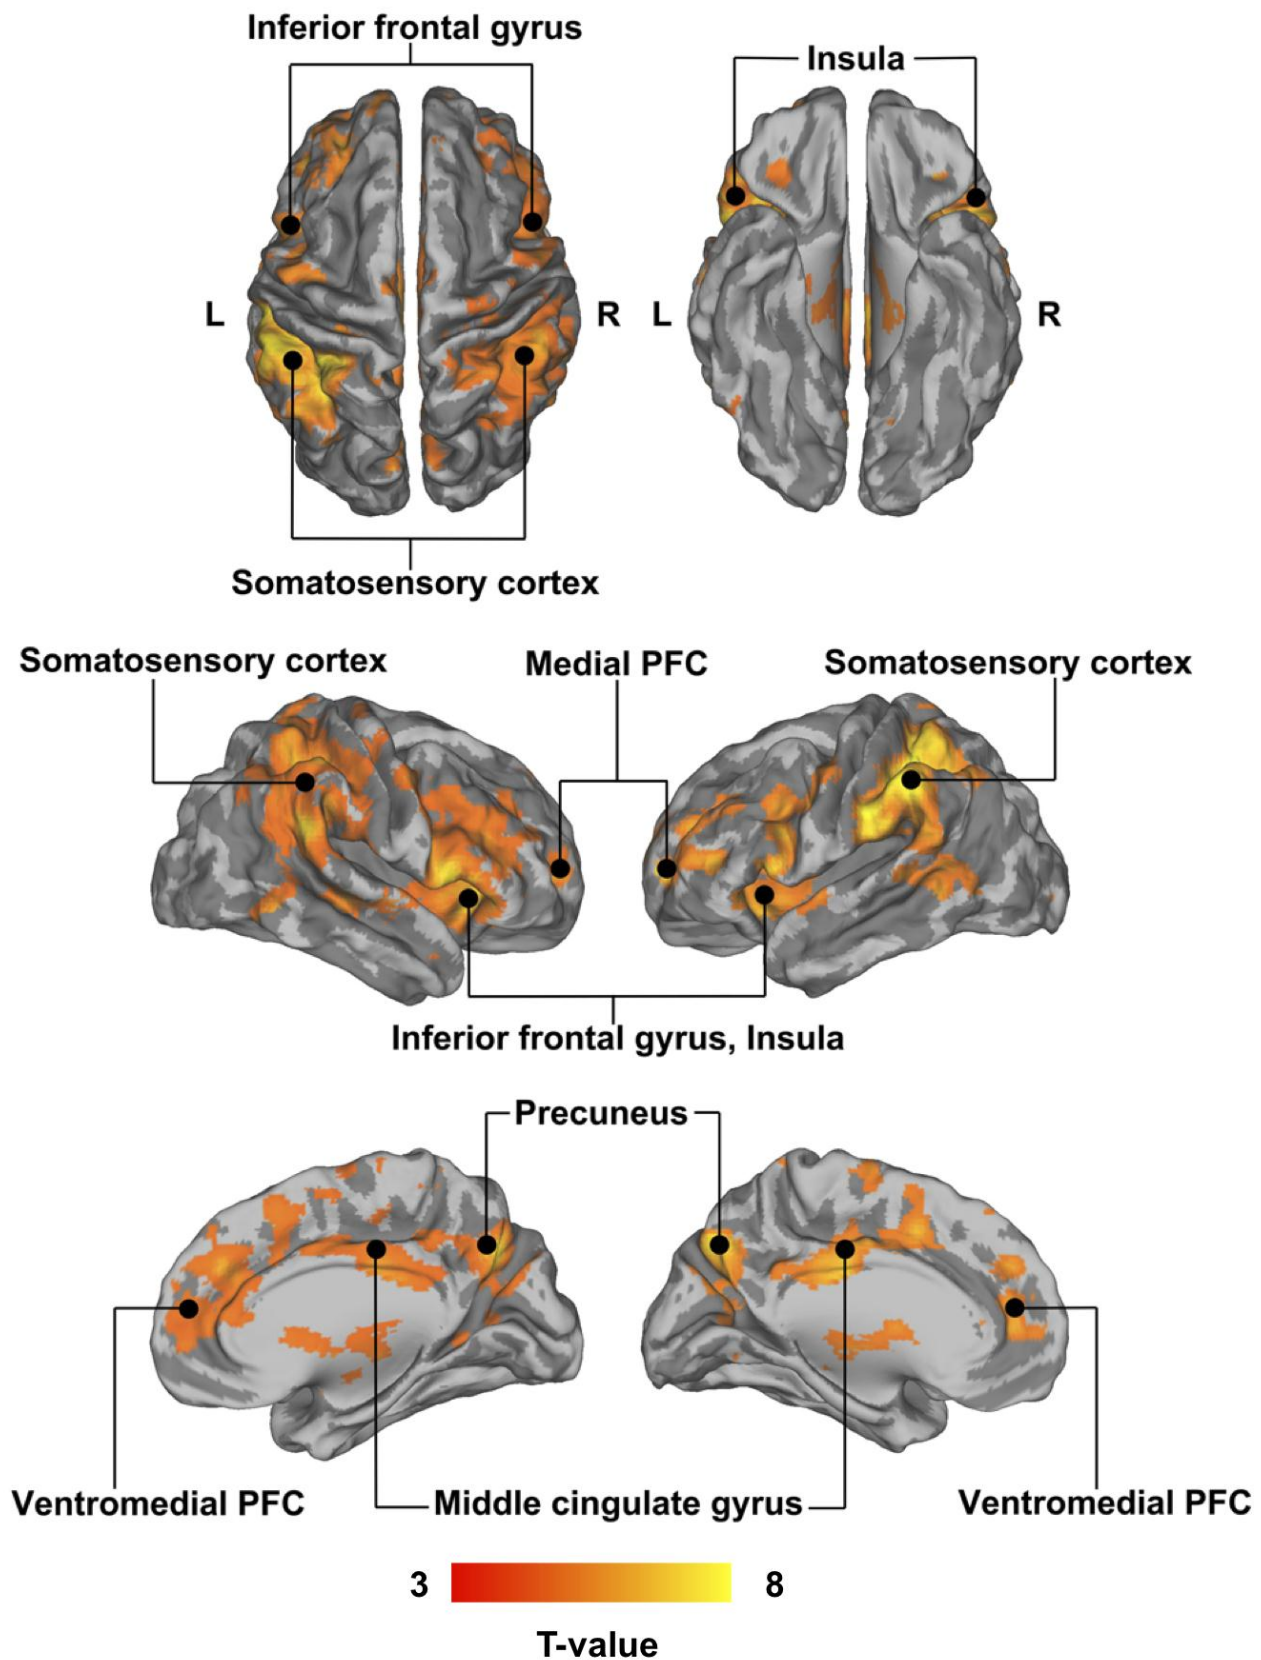 Inferior frontal gyrus
Insula
L
R
L
R
Somatosensory cortex
Somatosensory cortex
Medial PFC
Somatosensory cortex
Inferior frontal gyrus, Insula
Precuneus
Ventromedial PFC
Middle cingulate gyrus
Ventromedial PFC
3
8
T-value